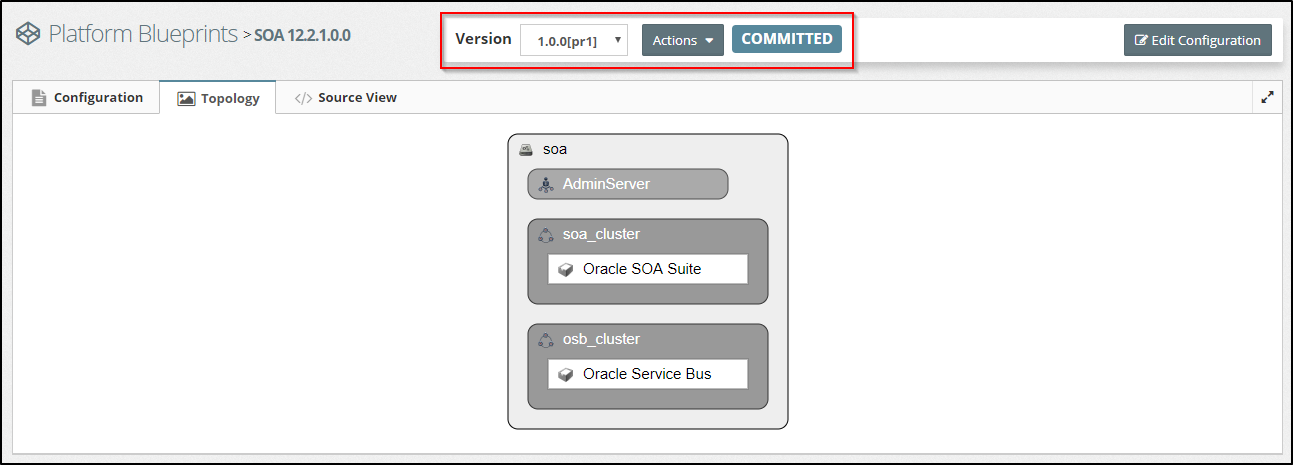 Platform Blueprints > SOA 12.2.1.0.0
Version 1.0.0[pr1] Actions COMMITTED
Edit Configuration
Configuration Topology </> Source View
soa
AdminServer
soa_cluster
Oracle SOA Suite
osb_cluster
Oracle Service Bus